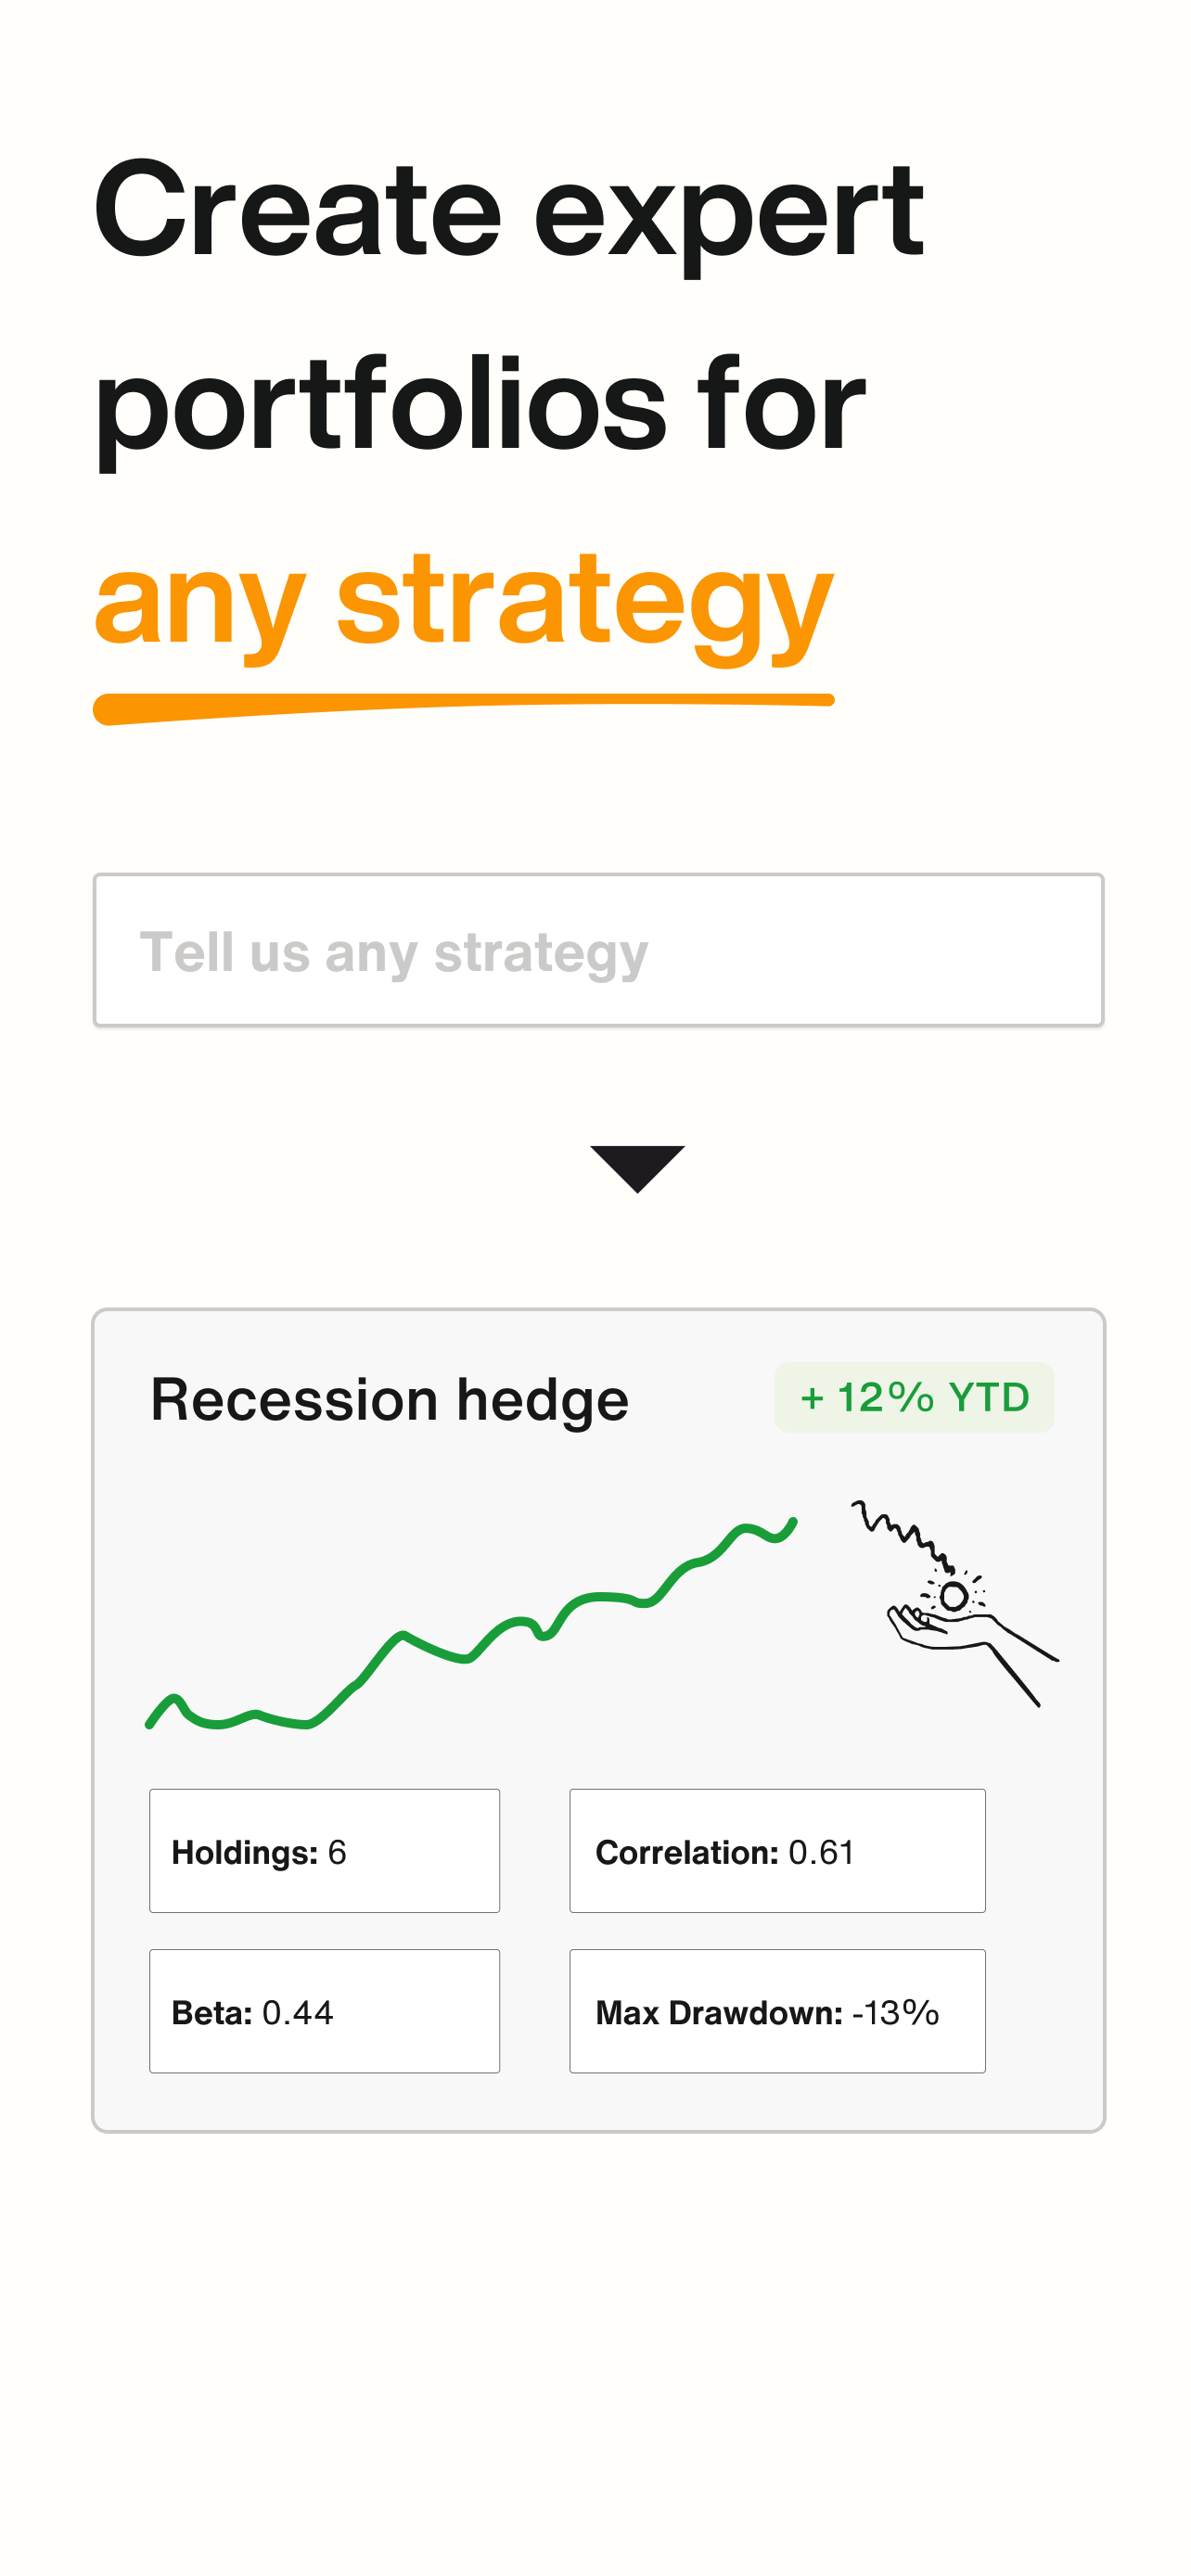 Create expert
portfolios for
any strategy
Tell us any strategy
Recession hedge
+ 12% YTD
Holdings: 6
Correlation: 0.61
Beta: 0.44
Max Drawdown: -13%